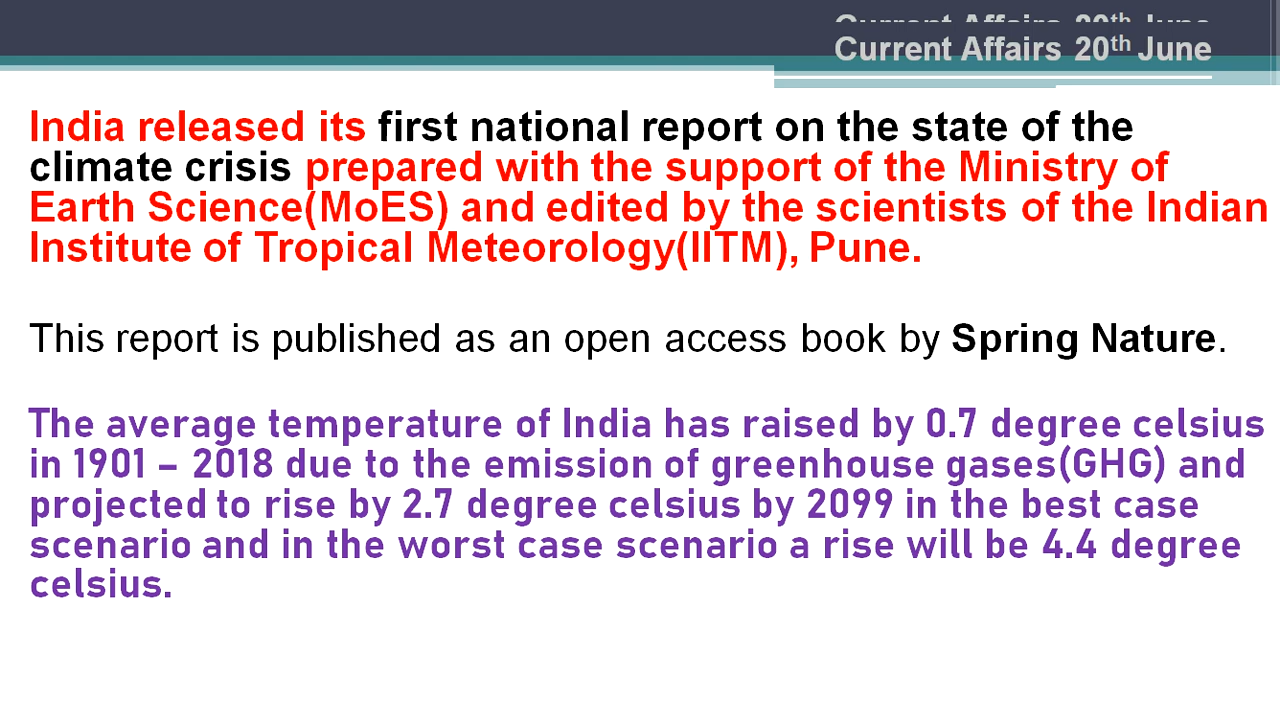 Current Affairs 20th June
India released its first national report on the state of the
climate crisis prepared with the support of the Ministry of
Earth Science(MoES) and edited by the scientists of the Indian
Institute of Tropical Meteorology(IITM), Pune.
This report is published as an open access book by Spring Nature.
The average temperature of India has raised by 0.7 degree celsius
in 1901 – 2018 due to the emission of greenhouse gases(GHG) and
projected to rise by 2.7 degree celsius by 2099 in the best case
scenario and in the worst case scenario a rise will be 4.4 degree
celsius.